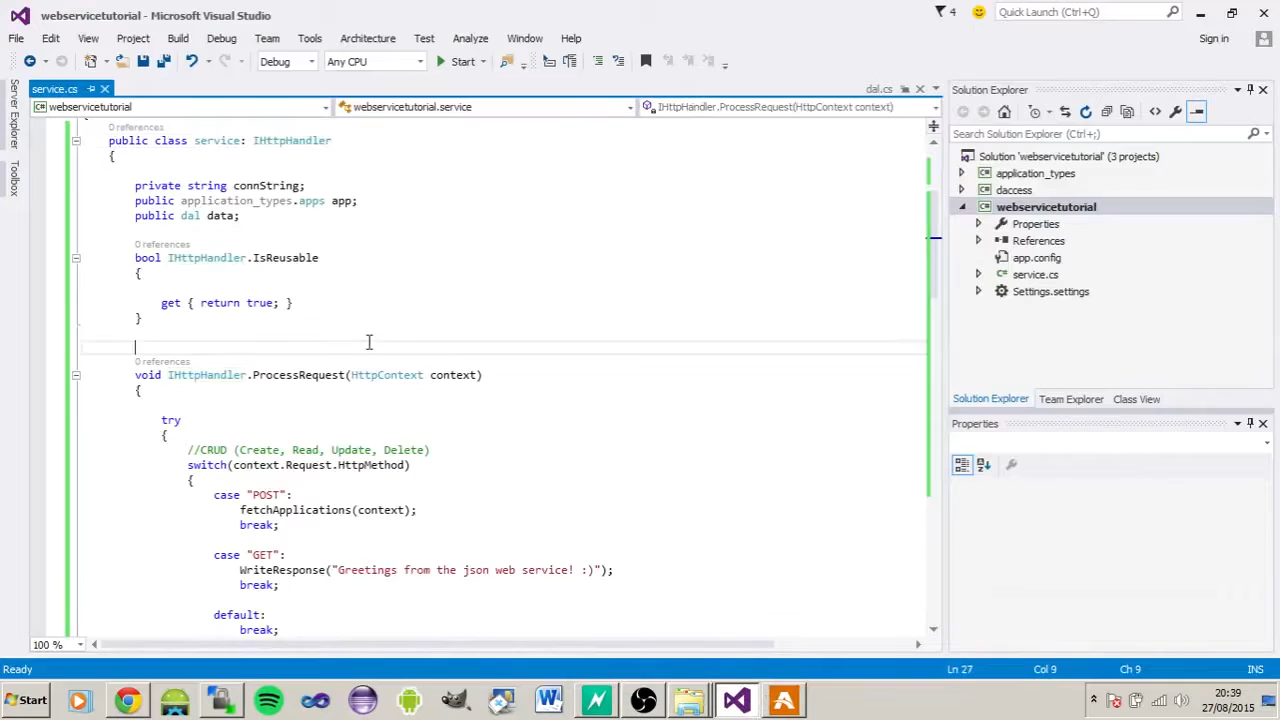 webservicetutorial - Microsoft Visual Studio
4
Quick Launch (Ctrl+Q)
File Edit View Project Build Debug Team Tools Architecture Test Analyze Window Help
Sign in
Debug Any CPU Start
Server Explorer
Toolbox
service.cs
dal.cs
webservicetutorial
webservicetutorial.service
IHttpHandler.ProcessRequest(HttpContext context)
0 references
public class service: IHttpHandler
{
private string connString;
public application_types.apps app;
public dal data;
0 references
bool IHttpHandler.IsReusable
{
get { return true; }
}
0 references
void IHttpHandler.ProcessRequest(HttpContext context)
{
try
{
//CRUD (Create, Read, Update, Delete)
switch(context.Request.HttpMethod)
{
case "POST":
fetchApplications(context);
break;
case "GET":
WriteResponse("Greetings from the json web service! :)");
break;
default:
break;
100 %
Solution Explorer
Search Solution Explorer (Ctrl+;)
Solution 'webservicetutorial' (3 projects)
application_types
daccess
webservicetutorial
Properties
References
app.config
service.cs
Settings.settings
Solution Explorer Team Explorer Class View
Properties
Ready
Ln 27 Col 9 Ch 9 INS
Start
20:39
27/08/2015